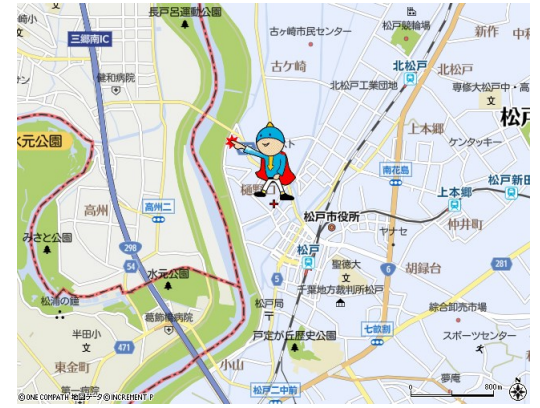 長戸呂運動公園
崎小
三郷南IC
健和病院
古ヶ崎市民センター
古ケ崎
松戸競輪場
新作
中和
北松戸
北松戸
北松戸工業団地
専修大松戸中・高
松戸
上本郷
ケンタッキー
水元公園
高州
高州二
樋野口
南花島
松戸新田
上本郷
仲井町
松戸市役所
ヤナセ
みさと公園
298
54
水元公園
松戸
聖徳大
胡録台
281
5
6
千葉地方裁判所松戸
松浦の鐘
葛飾橋病院
松戸局
綜合卸売市場
半田小
戸定が丘歴史公園
七畝割
スポーツセンター
471
東金町
小山
夢庵
第一病院
松戸二中前
0 800m
©ONE COMPATH 地図データ©INCREMENT P